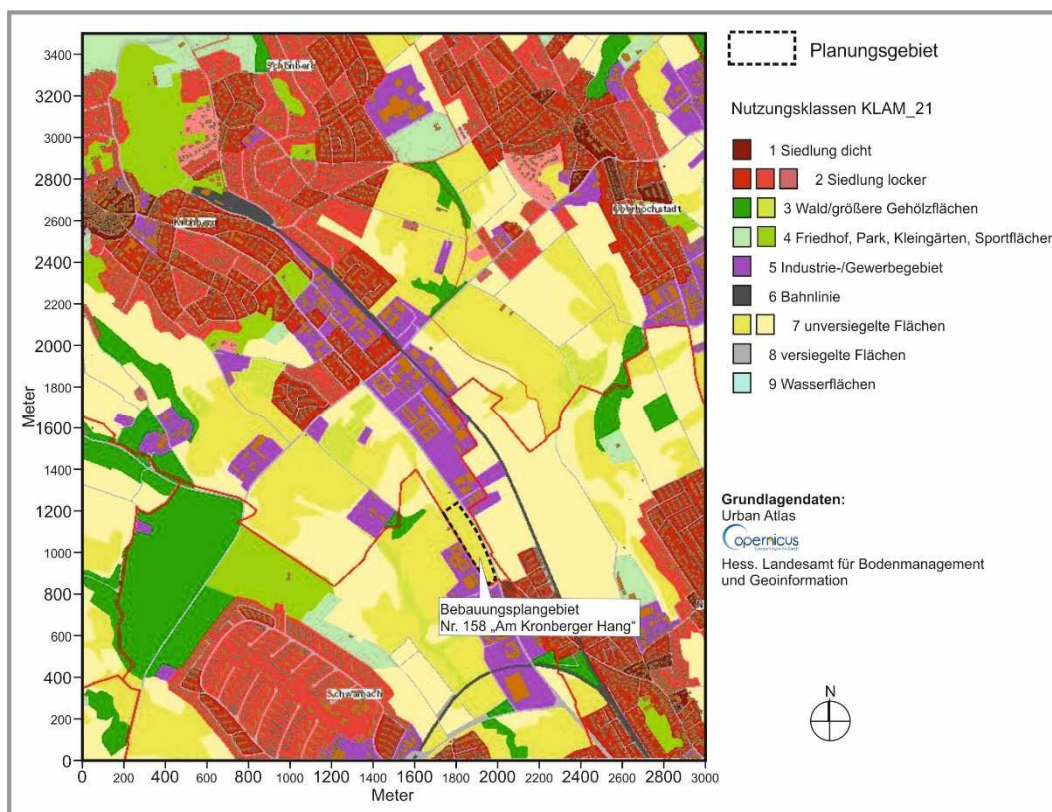 Planungsgebiet
Nutzungsklassen KLAM_21
1 Siedlung dicht
2 Siedlung locker
3 Wald/größere Gehölzflächen
4 Friedhof, Park, Kleingärten, Sportflächen
5 Industrie-/Gewerbegebiet
6 Bahnlinie
7 unversiegelte Flächen
8 versiegelte Flächen
9 Wasserflächen
Grundlagendaten:
Urban Atlas
opernicus
Hess. Landesamt für Bodenmanagement
und Geoinformation
N
Schönberg
Kronberg
Oberhöchstadt
Schwalbach
Bebauungsplangebiet
Nr. 158 „Am Kronberger Hang“
Meter
3400
3200
3000
2800
2600
2400
2200
2000
1800
1600
1400
1200
1000
800
600
400
200
0
0 200 400 600 800 1000 1200 1400 1600 1800 2000 2200 2400 2600 2800 3000
Meter